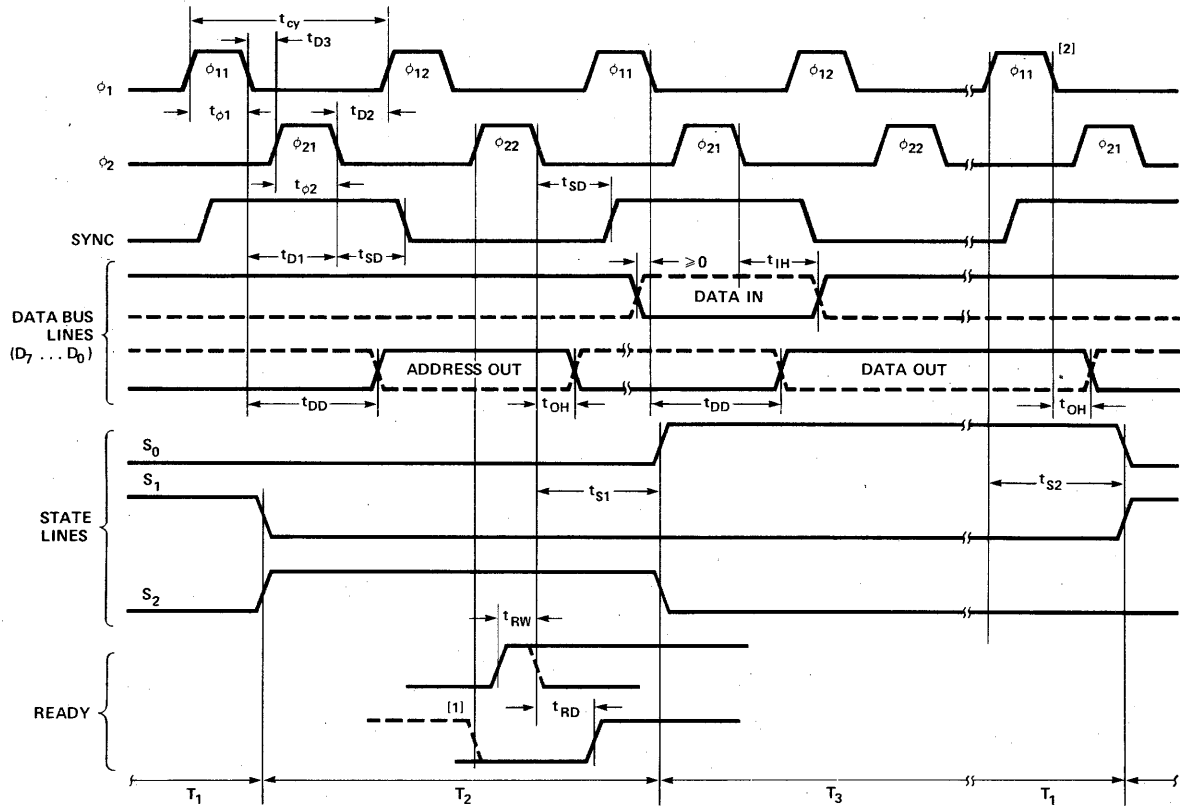 t_CY
t_D3
[2]
ϕ1 ϕ11 ϕ12 ϕ11 ϕ12 ϕ11
t_ϕ1 t_D2
ϕ2 ϕ21 ϕ22 ϕ21 ϕ22 ϕ21
t_ϕ2 t_SD
SYNC
t_D1 t_SD ≥0 t_IH
DATA BUS LINES (D7 ... D0)
DATA IN
ADDRESS OUT DATA OUT
t_DD t_OH t_DD t_OH
S0
t_S1 t_S2
S1
STATE LINES
S2
t_RW
READY
[1] t_RD
T1 T2 T3 T1